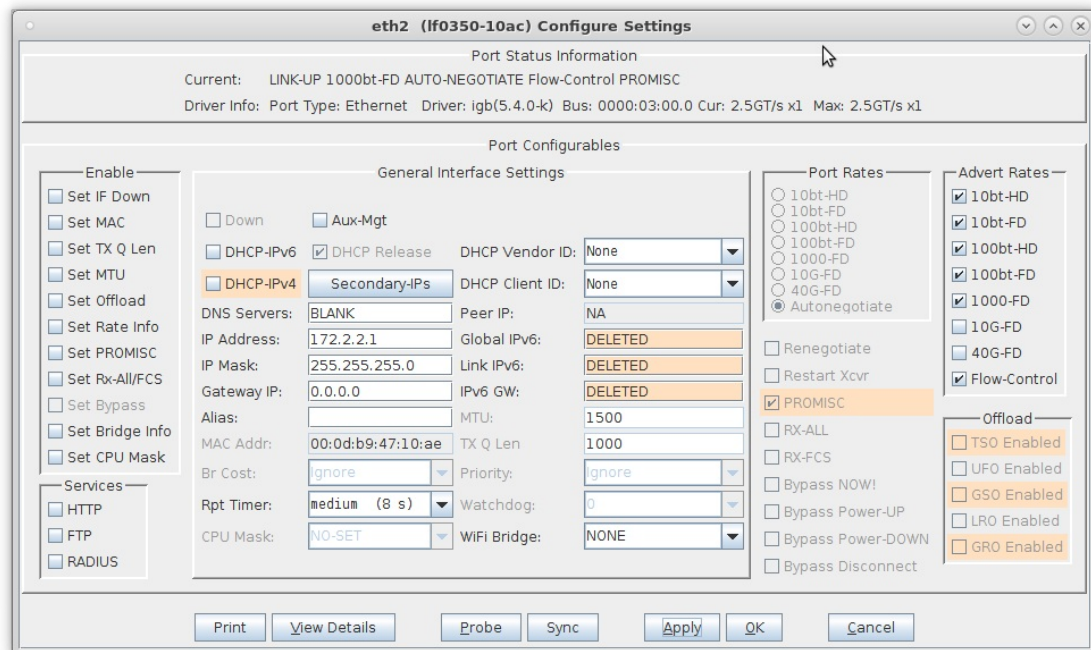 eth2 (lf0350-10ac) Configure Settings
Port Status Information
Current: LINK-UP 1000bt-FD AUTO-NEGOTIATE Flow-Control PROMISC
Driver Info: Port Type: Ethernet Driver: igb(5.4.0-k) Bus: 0000:03:00.0 Cur: 2.5GT/s x1 Max: 2.5GT/s x1
Port Configurables
Enable
Set IF Down
Set MAC
Set TX Q Len
Set MTU
Set Offload
Set Rate Info
Set PROMISC
Set Rx-All/FCS
Set Bypass
Set Bridge Info
Set CPU Mask
Services
HTTP
FTP
RADIUS
General Interface Settings
Down Aux-Mgt
DHCP-IPv6 DHCP Release DHCP Vendor ID: None
DHCP-IPv4 Secondary-IPs DHCP Client ID: None
DNS Servers: BLANK Peer IP: NA
IP Address: 172.2.2.1 Global IPv6: DELETED
IP Mask: 255.255.255.0 Link IPv6: DELETED
Gateway IP: 0.0.0.0 IPv6 GW: DELETED
Alias: MTU: 1500
MAC Addr: 00:0d:b9:47:10:ae TX Q Len 1000
Br Cost: Ignore Priority: Ignore
Rpt Timer: medium (8 s) Watchdog: 0
CPU Mask: NO-SET WiFi Bridge: NONE
Port Rates
10bt-HD
10bt-FD
100bt-HD
100bt-FD
1000-FD
10G-FD
40G-FD
Autonegotiate
Renegotiate
Restart Xcvr
PROMISC
RX-ALL
RX-FCS
Bypass NOW!
Bypass Power-UP
Bypass Power-DOWN
Bypass Disconnect
Advert Rates
10bt-HD
10bt-FD
100bt-HD
100bt-FD
1000-FD
10G-FD
40G-FD
Flow-Control
Offload
TSO Enabled
UFO Enabled
GSO Enabled
LRO Enabled
GRO Enabled
Print View Details Probe Sync Apply OK Cancel